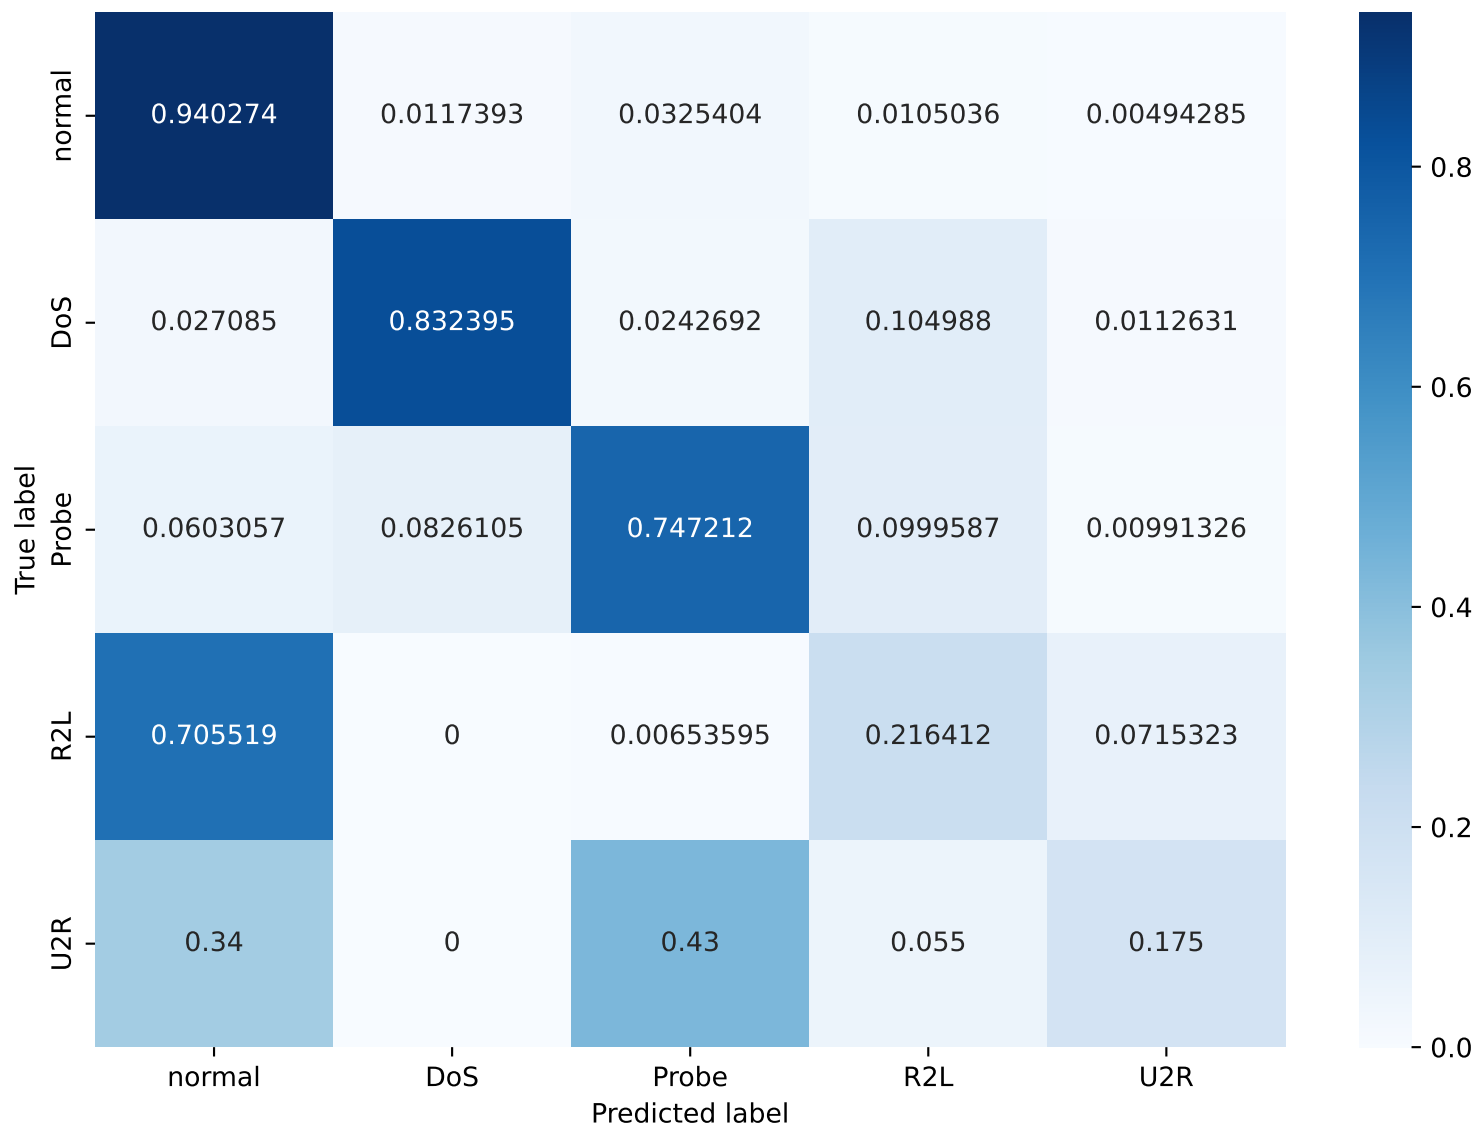 normal 0.940274 0.0117393 0.0325404 0.0105036 0.00494285
0.8
DoS 0.027085 0.832395 0.0242692 0.104988 0.0112631
0.6
True label
Probe 0.0603057 0.0826105 0.747212 0.0999587 0.00991326
0.4
R2L 0.705519 0 0.00653595 0.216412 0.0715323
0.2
U2R 0.34 0 0.43 0.055 0.175
0.0
normal DoS Probe R2L U2R
Predicted label